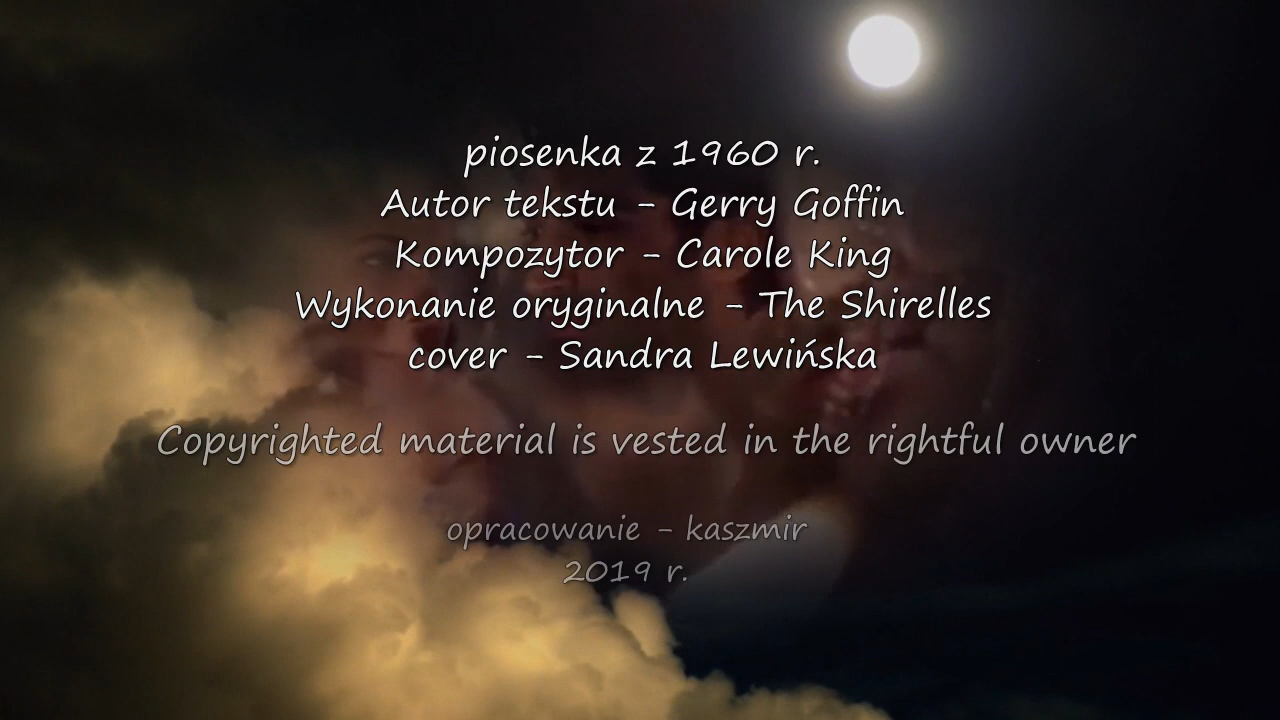 piosenka z 1960 r.
Autor tekstu - Gerry Goffin
Kompozytor - Carole King
Wykonanie oryginalne - The Shirelles
cover - Sandra Lewińska
Copyrighted material is vested in the rightful owner
opracowanie - kaszmir
2019 r.